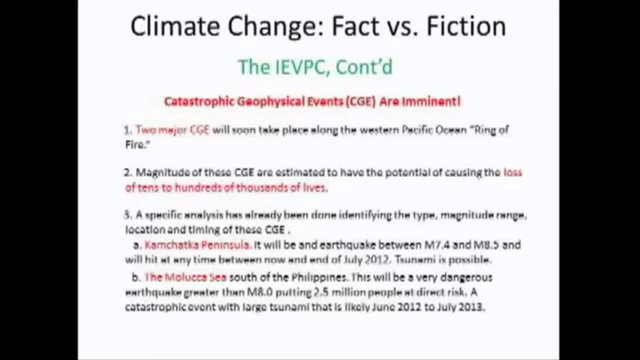 Climate Change: Fact vs. Fiction
The IEVPC, Cont'd
Catastrophic Geophysical Events (CGE) Are Imminent!
1. Two major CGE will soon take place along the western Pacific Ocean "Ring of
Fire."
2. Magnitude of these CGE are estimated to have the potential of causing the loss
of tens to hundreds of thousands of lives.
3. A specific analysis has already been done identifying the type, magnitude range,
location and timing of these CGE .
a. Kamchatka Peninsula. It will be and earthquake between M7.4 and M8.5 and
will hit at any time between now and end of July 2012. Tsunami is possible.
b. The Molucca Sea south of the Philippines. This will be a very dangerous
earthquake greater than M8.0 putting 2.5 million people at direct risk. A
catastrophic event with large tsunami that is likely June 2012 to July 2013.